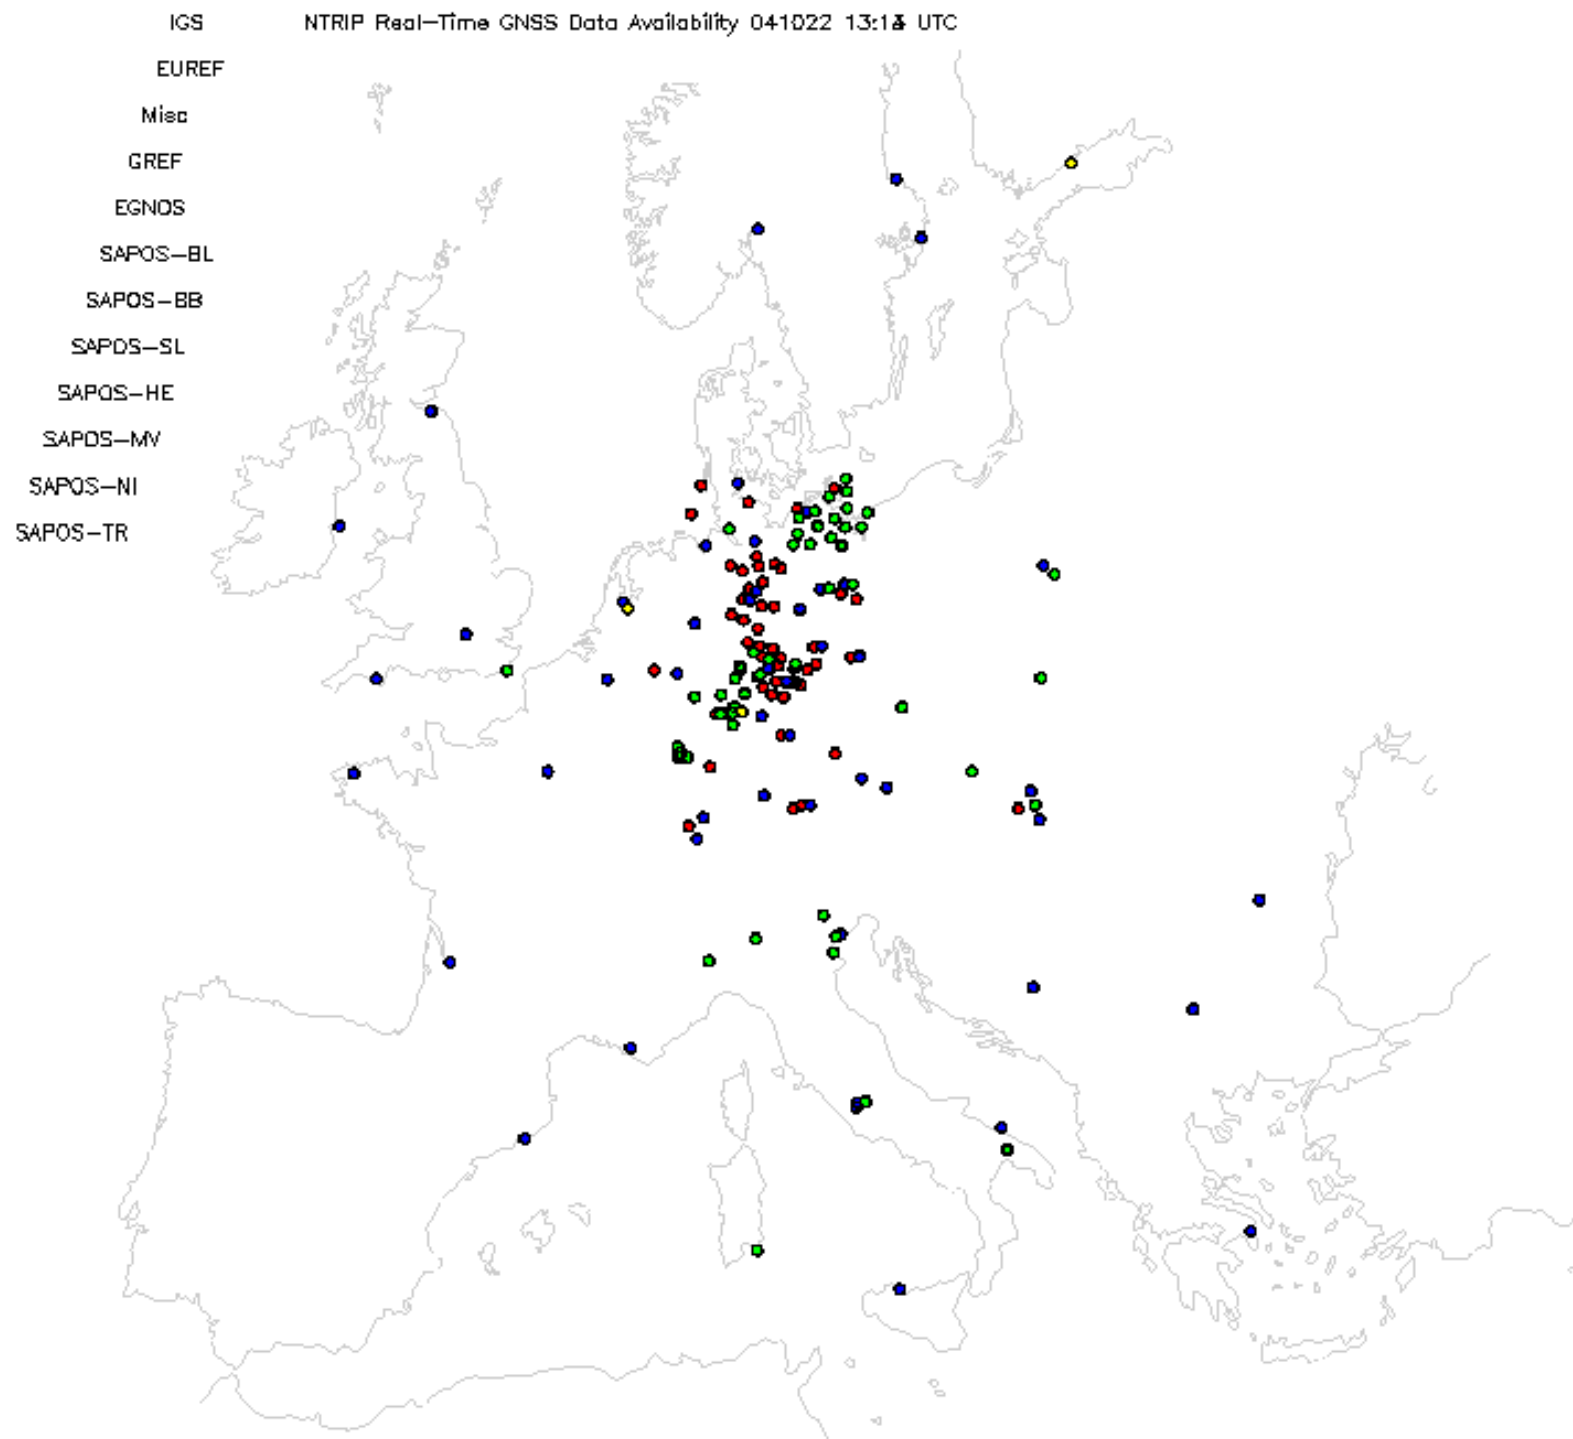 IGS
NTRIP Real-Time GNSS Data Availability 041022 UTC
EUREF
Misc
GREF
EGNOS
SAPOS-BL
SAPOS-BB
SAPOS-SL
SAPOS-HE
SAPOS-MV
SAPOS-NI
SAPOS-TR